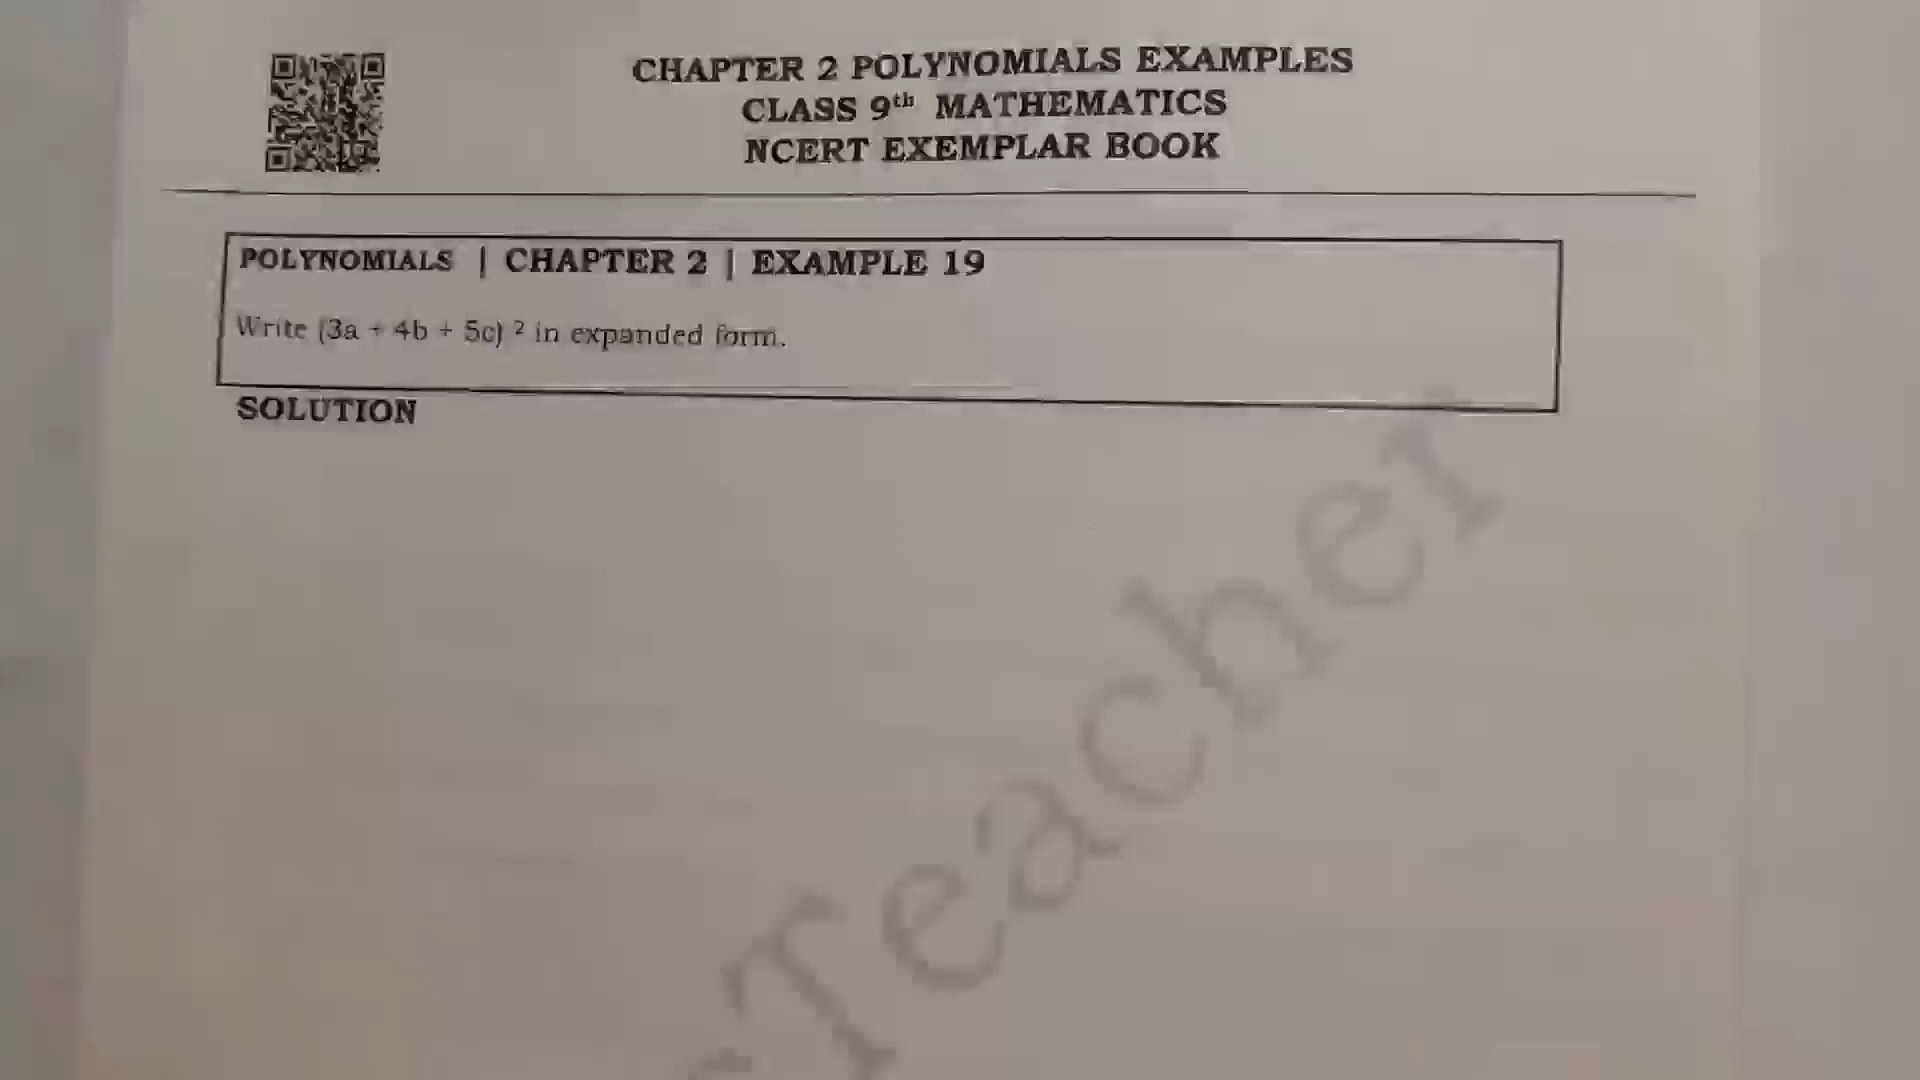 CHAPTER 2 POLYNOMIALS EXAMPLES
CLASS 9th MATHEMATICS
NCERT EXEMPLAR BOOK
POLYNOMIALS | CHAPTER 2 | EXAMPLE 19
Write (3a + 4b + 5c) ² in expanded form.
SOLUTION
Teacher